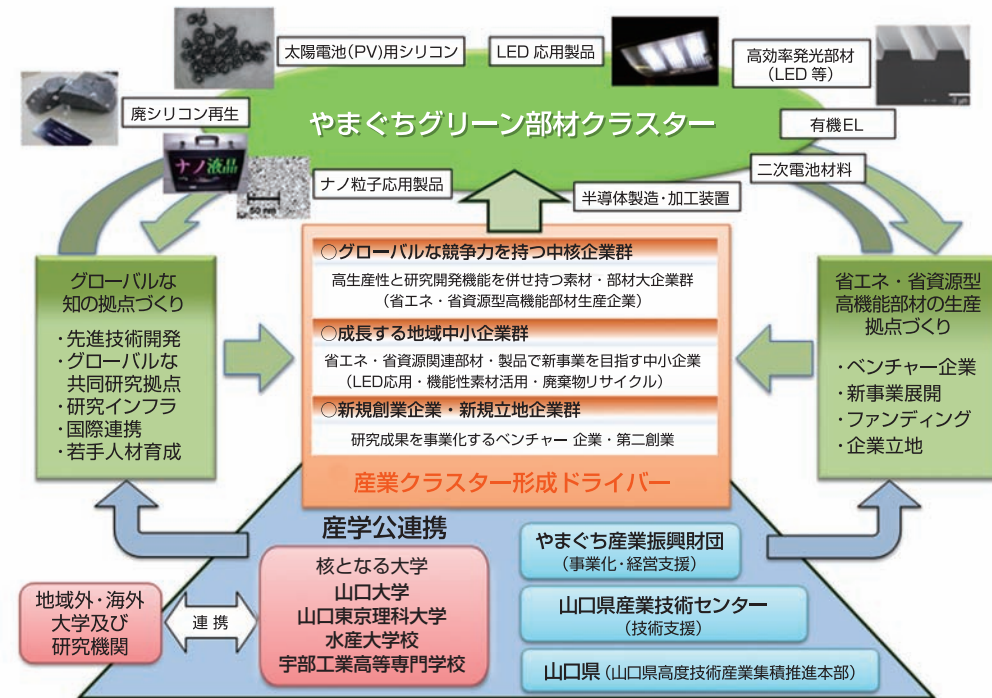 太陽電池(PV)用シリコン
LED 応用製品
高効率発光部材
(LED 等)
廃シリコン再生
やまぐちグリーン部材クラスター
有機EL
ナノ液晶
50 nm
ナノ粒子応用製品
二次電池材料
半導体製造・加工装置
グローバルな
知の拠点づくり
・先進技術開発
・グローバルな
共同研究拠点
・研究インフラ
・国際連携
・若手人材育成
○グローバルな競争力を持つ中核企業群
高生産性と研究開発機能を併せ持つ素材・部材大企業群
(省エネ・省資源型高機能部材生産企業)
○成長する地域中小企業群
省エネ・省資源関連部材・製品で新事業を目指す中小企業
(LED応用・機能性素材活用・廃棄物リサイクル)
○新規創業企業・新規立地企業群
研究成果を事業化するベンチャー 企業・第二創業
産業クラスター形成ドライバー
省エネ・省資源型
高機能部材の生産
拠点づくり
・ベンチャー企業
・新事業展開
・ファンディング
・企業立地
産学公連携
核となる大学
山口大学
山口東京理科大学
水産大学校
宇部工業高等専門学校
地域外・海外
大学及び
研究機関
連 携
やまぐち産業振興財団
(事業化・経営支援)
山口県産業技術センター
(技術支援)
山口県 (山口県高度技術産業集積推進本部)